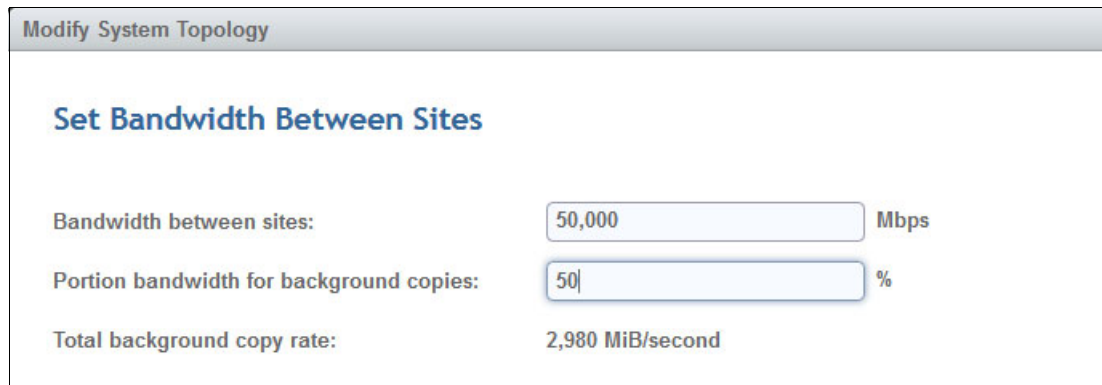 Modify System Topology
Set Bandwidth Between Sites
Bandwidth between sites: 50,000 Mbps
Portion bandwidth for background copies: 50 %
Total background copy rate: 2,980 MiB/second